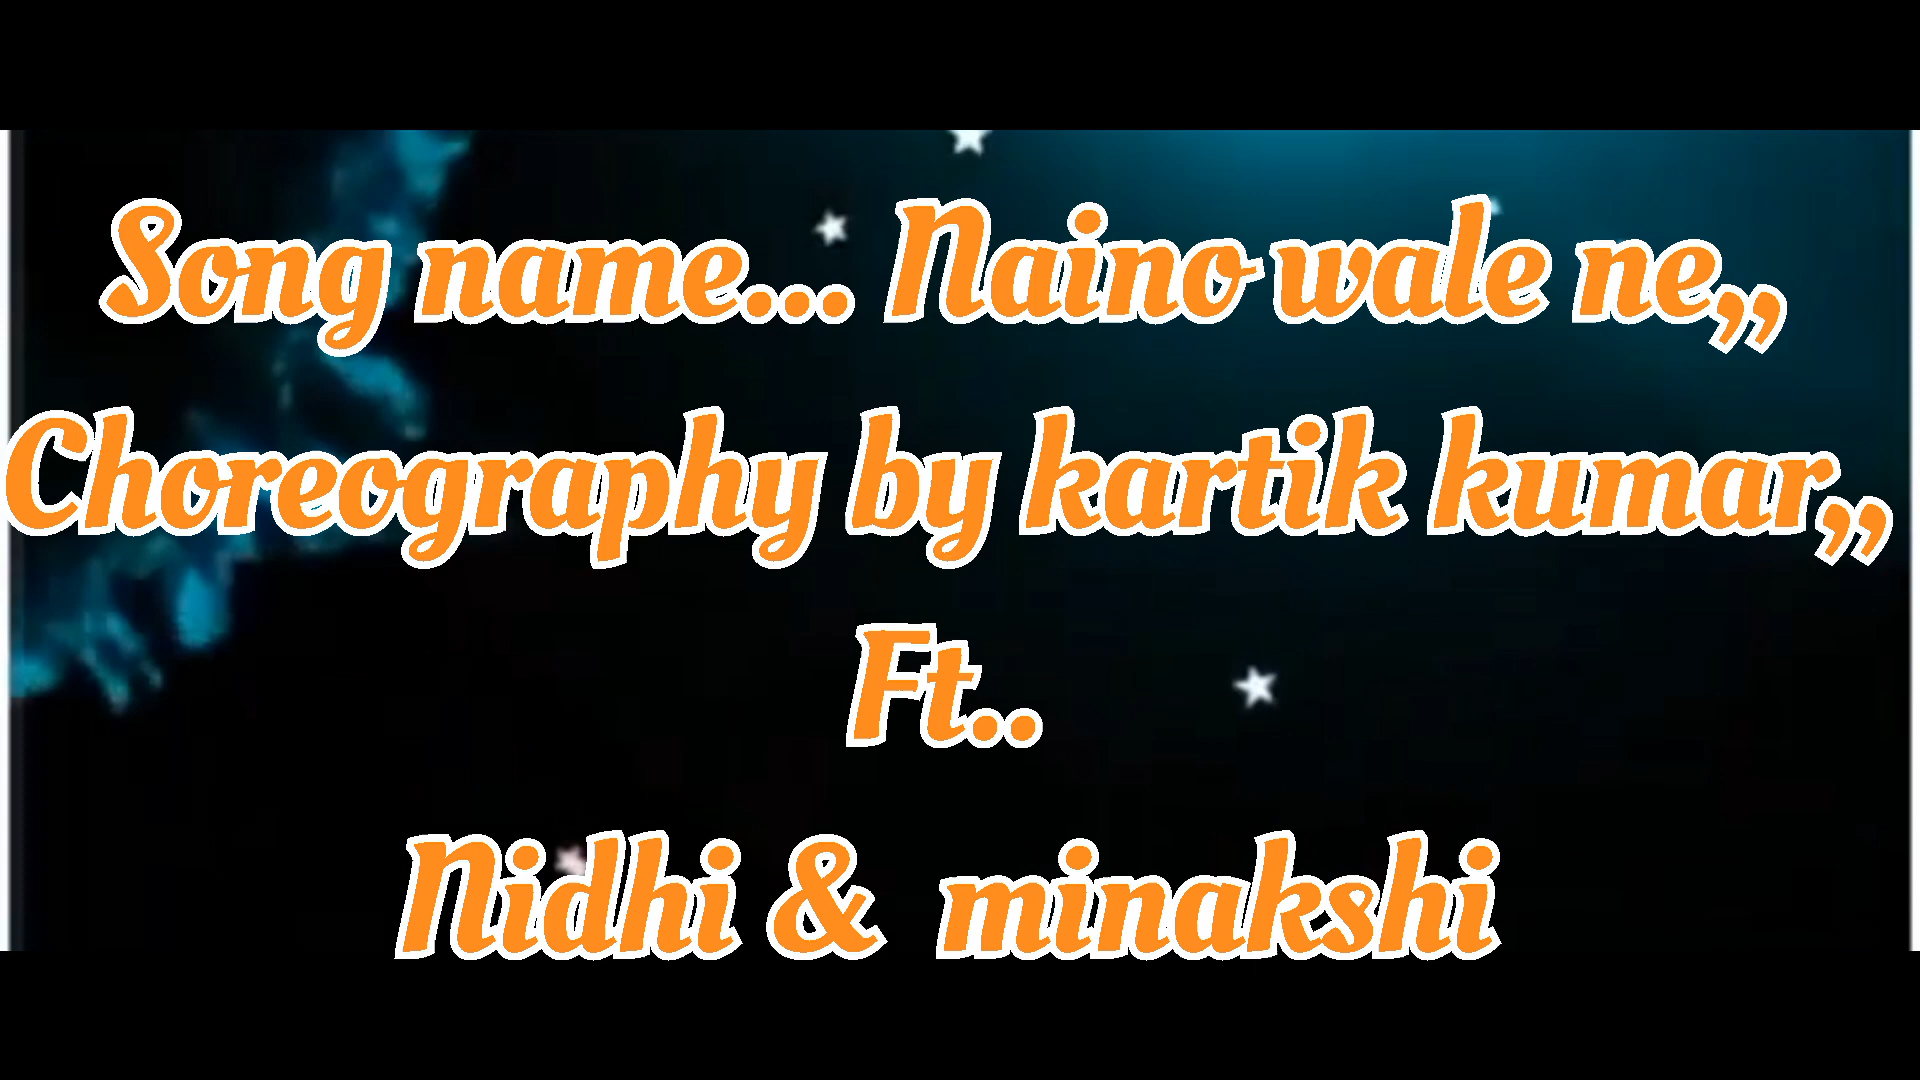 Song name... Naino wale ne,,
Choreography by kartik kumar,,
Ft..
Nidhi & minakshi